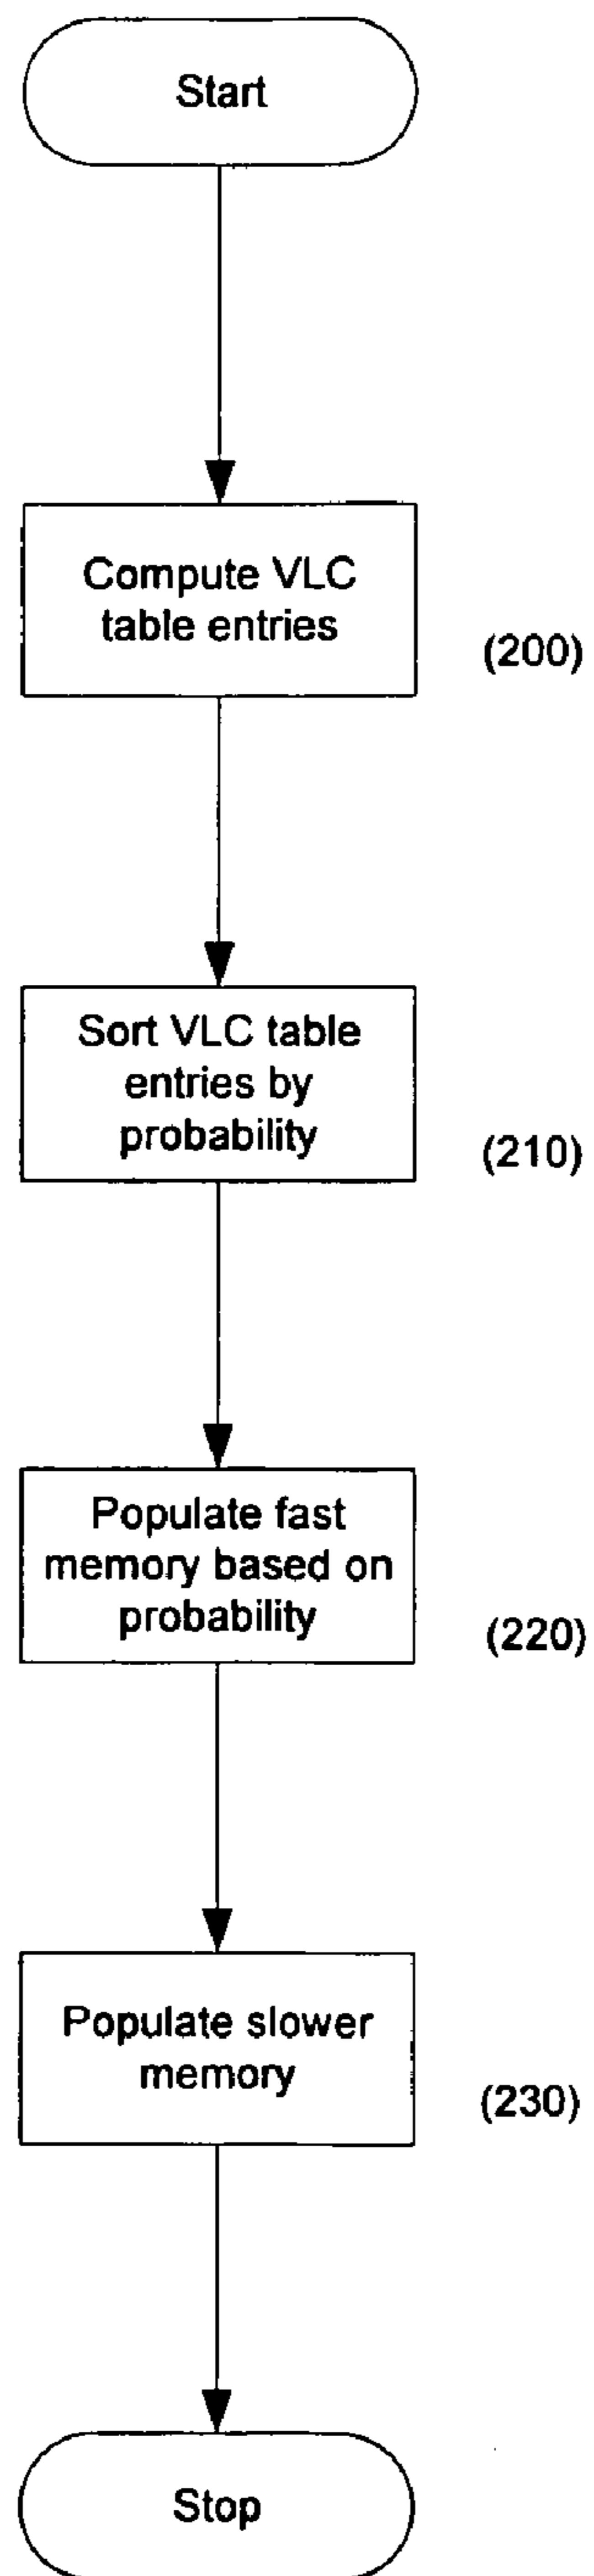 Start
Compute VLC
table entries
(200)
Sort VLC table
entries by
probability
(210)
Populate fast
memory based on
probability
(220)
Populate slower
memory
(230)
Stop